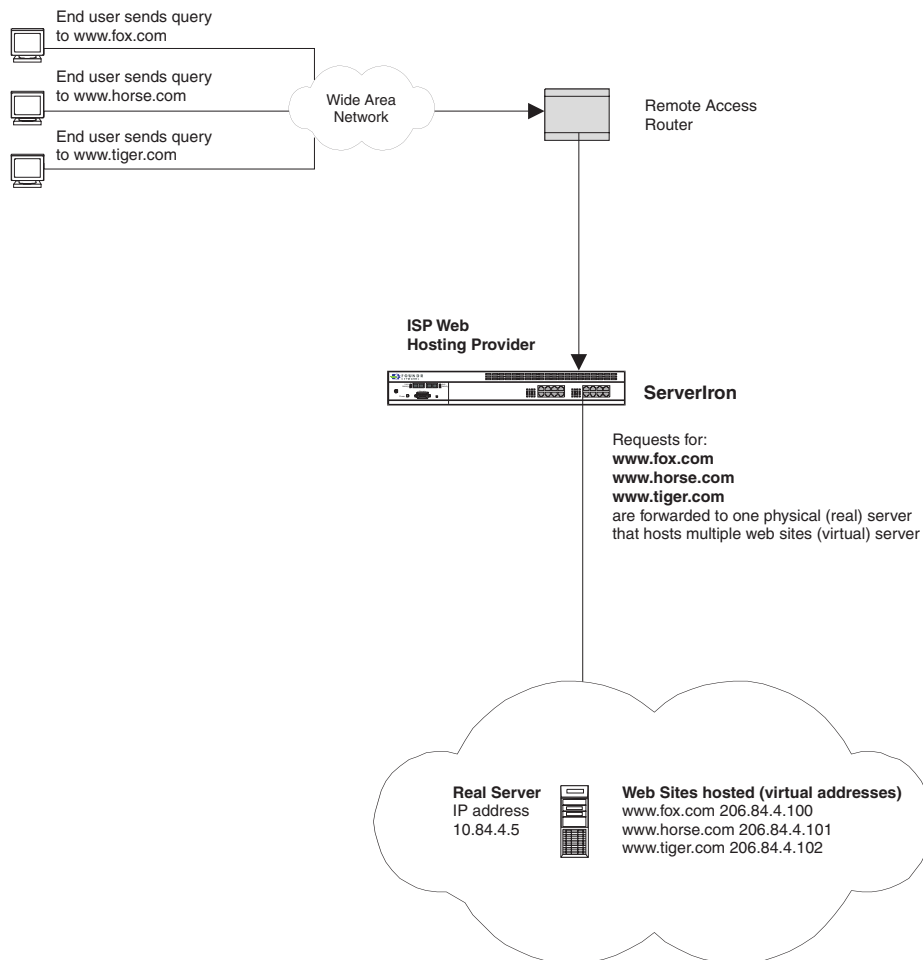 End user sends query
to www.fox.com
End user sends query
to www.horse.com
End user sends query
to www.tiger.com
Wide Area
Network
Remote Access
Router
ISP Web
Hosting Provider
ServerIron
Requests for:
www.fox.com
www.horse.com
www.tiger.com
are forwarded to one physical (real) server
that hosts multiple web sites (virtual) server
Real Server
IP address
10.84.4.5
Web Sites hosted (virtual addresses)
www.fox.com 206.84.4.100
www.horse.com 206.84.4.101
www.tiger.com 206.84.4.102